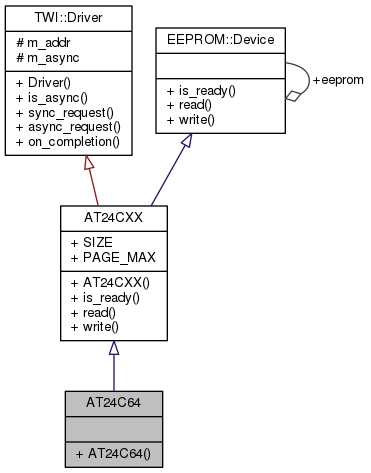 TWI::Driver
# m_addr
# m_async
+ Driver()
+ is_async()
+ sync_request()
+ async_request()
+ on_completion()
EEPROM::Device
+ is_ready()
+ read()
+ write()
+eeprom
AT24CXX
+ SIZE
+ PAGE_MAX
+ AT24CXX()
+ is_ready()
+ read()
+ write()
AT24C64
+ AT24C64()